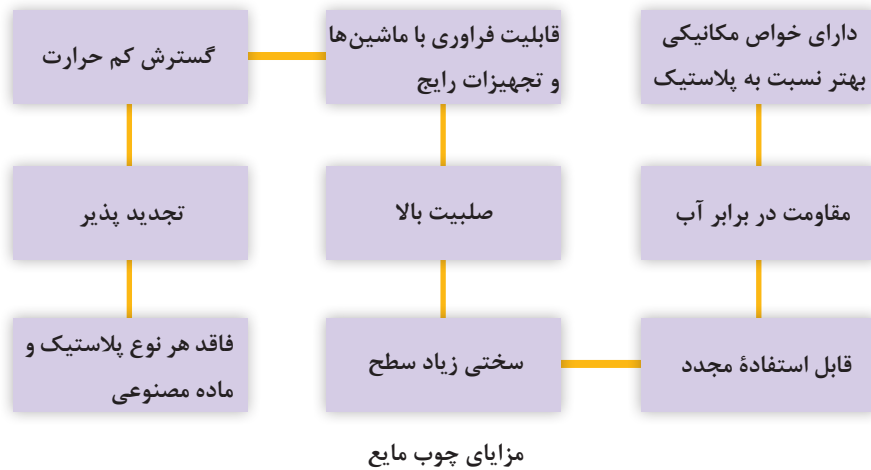 دارای خواص مکانیکی
بهتر نسبت به پلاستیک
مقاومت در برابر آب
قابل استفادۀ مجدد
سختی زیاد سطح
صلبیت بالا
قابلیت فراوری با ماشین‌ها
و تجهیزات رایج
گسترش کم حرارت
تجدید پذیر
فاقد هر نوع پلاستیک و
ماده مصنوعی
مزایای چوب مایع